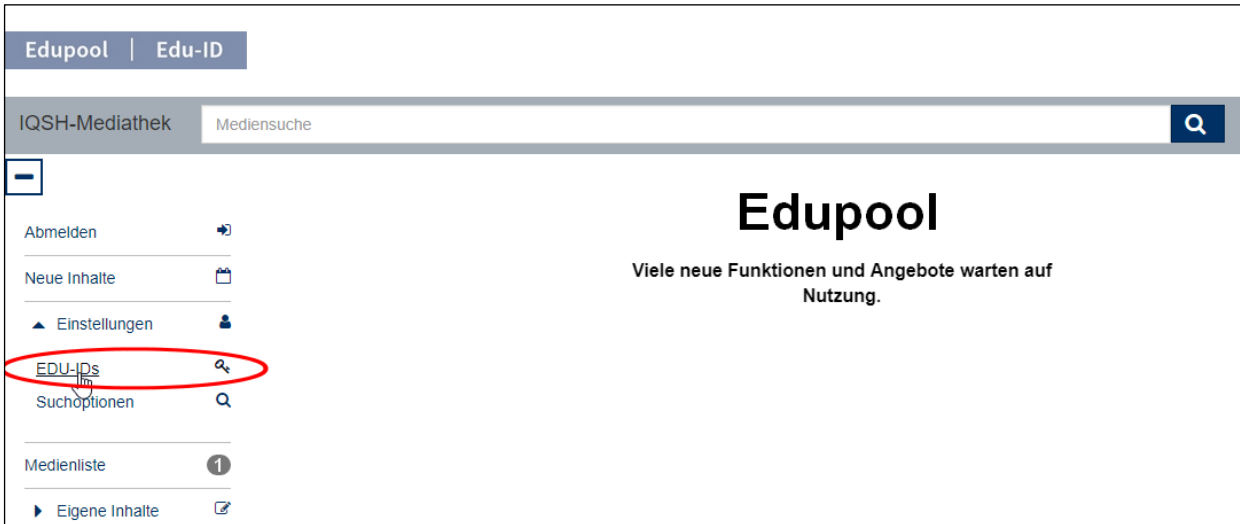 Edupool | Edu-ID
IQSH-Mediathek Mediensuche
Edupool
Viele neue Funktionen und Angebote warten auf
Nutzung.
Abmelden
Neue Inhalte
Einstellungen
EDU-IDs
Suchoptionen
Medienliste 1
Eigene Inhalte